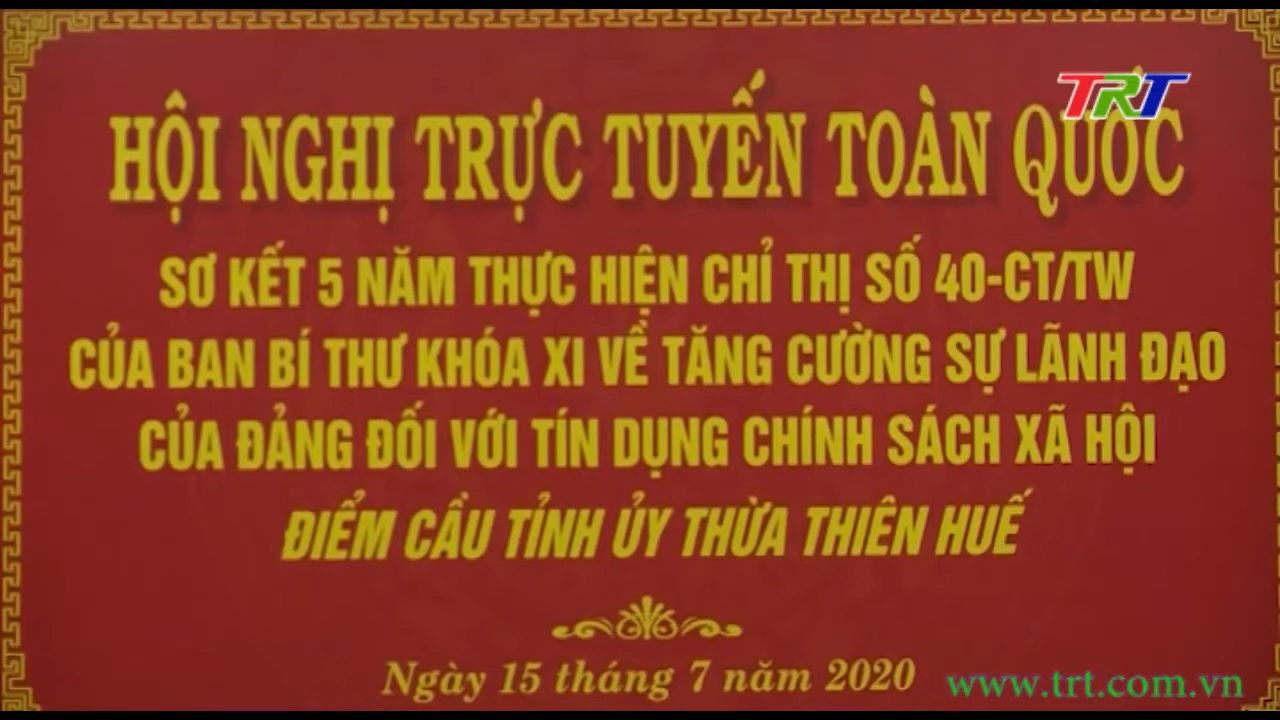 TRT
HỘI NGHỊ TRỰC TUYẾN TOÀN QUỐC
SƠ KẾT 5 NĂM THỰC HIỆN CHỈ THỊ SỐ 40-CT/TW
CỦA BAN BÍ THƯ KHÓA XI VỀ TĂNG CƯỜNG SỰ LÃNH ĐẠO
CỦA ĐẢNG ĐỐI VỚI TÍN DỤNG CHÍNH SÁCH XÃ HỘI
ĐIỂM CẦU TỈNH ỦY THỪA THIÊN HUẾ
Ngày 15 tháng 7 năm 2020
www.trt.com.vn